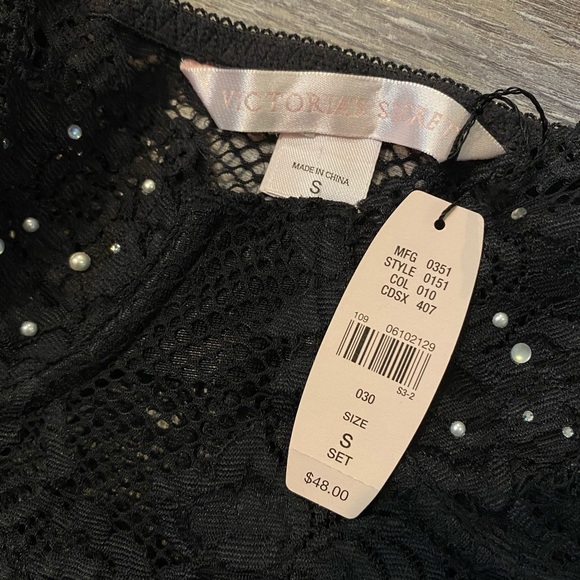 VICTORIA'S SECRET
MADE IN CHINA
S
MFG 0351
STYLE 0151
COL 010
CDSX 407
109 06102129
S3-2
030
SIZE
S
SET
$48.00